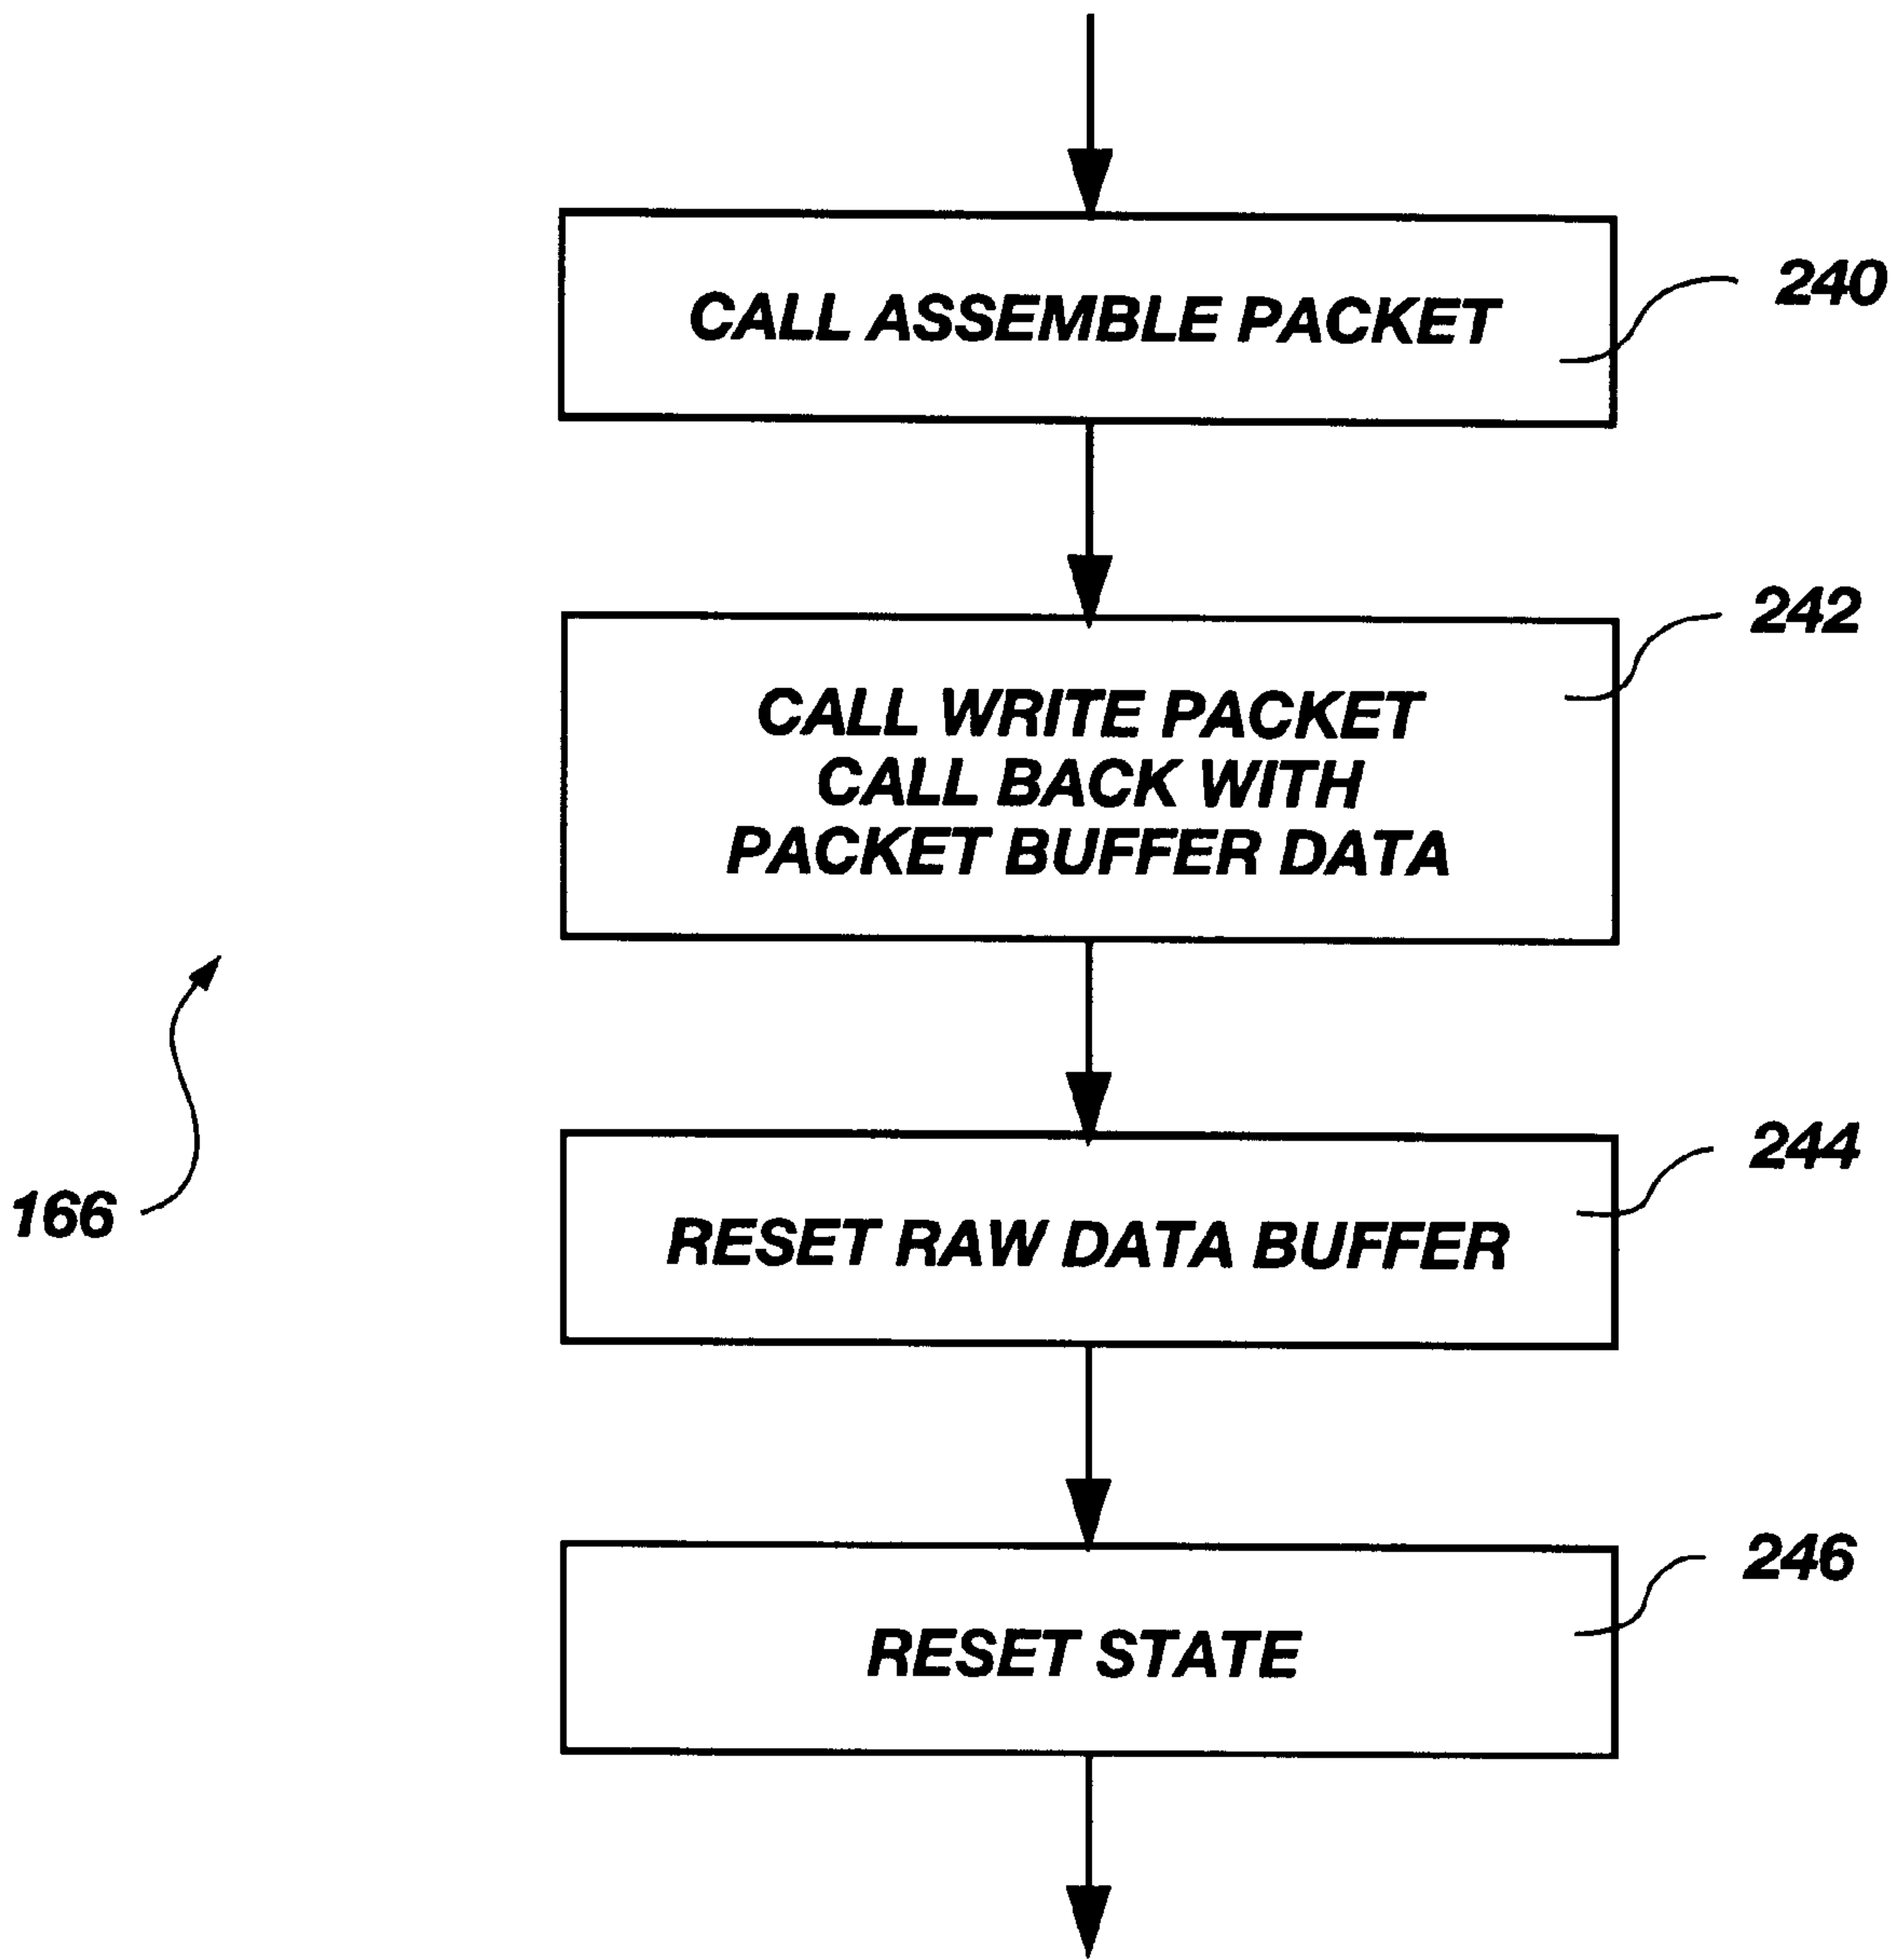 CALL ASSEMBLE PACKET
240
CALL WRITE PACKET
CALL BACK WITH
PACKET BUFFER DATA
242
RESET RAW DATA BUFFER
244
166
RESET STATE
246